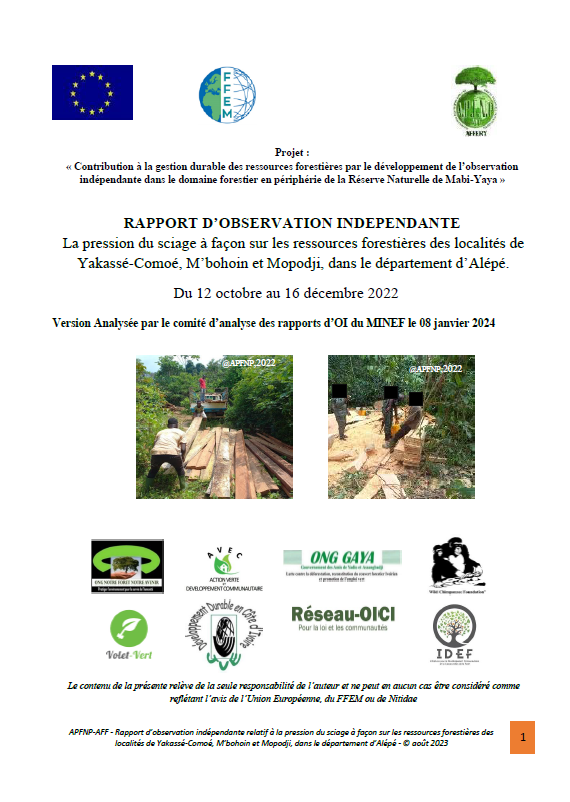 FFEM
AFFERY
Projet :
« Contribution à la gestion durable des ressources forestières par le développement de l’observation
indépendante dans le domaine forestier en périphérie de la Réserve Naturelle de Mabi-Yaya »
RAPPORT D’OBSERVATION INDEPENDANTE
La pression du sciage à façon sur les ressources forestières des localités de
Yakassé-Comoé, M’bohoin et Mopodji, dans le département d’Alépé.
Du 12 octobre au 16 décembre 2022
Version Analysée par le comité d’analyse des rapports d’OI du MINEF le 08 janvier 2024
@APFNP,2022
@APFNP,2022
ONG NOTRE FORET NOTRE AVENIR
AVEC
ACTION VERTE
DÉVELOPPEMENT COMMUNAUTAIRE
ONG GAYA
Wild Chimpanzee Foundation
Volet-Vert
Développement Durable en Côte d'Ivoire
Réseau-OICI
Pour la loi et les communautés
IDEF
Le contenu de la présente relève de la seule responsabilité de l’auteur et ne peut en aucun cas être considéré comme
reflétant l’avis de l’Union Européenne, du FFEM ou de Nitidae
APFNP-AFF - Rapport d’observation indépendante relatif à la pression du sciage à façon sur les ressources forestières des
localités de Yakassé-Comoé, M’bohoin et Mopodji, dans le département d’Alépé - © août 2023
1